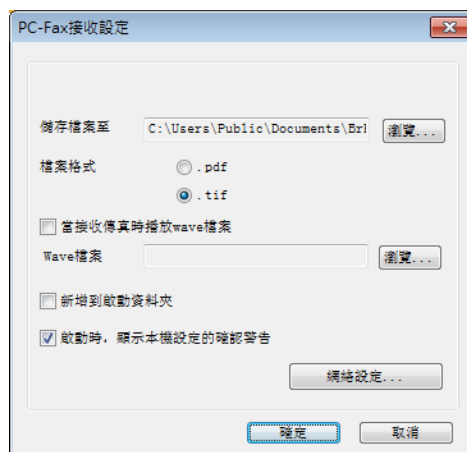 PC-Fax接收設定
儲存檔案至 C:\Users\Public\Documents\Brl 瀏覽...
檔案格式 .pdf
.tif
當接收傳真時播放wave檔案
Wave檔案 瀏覽...
新增到啟動資料夾
啟動時，顯示本機設定的確認警告
網絡設定...
確定 取消